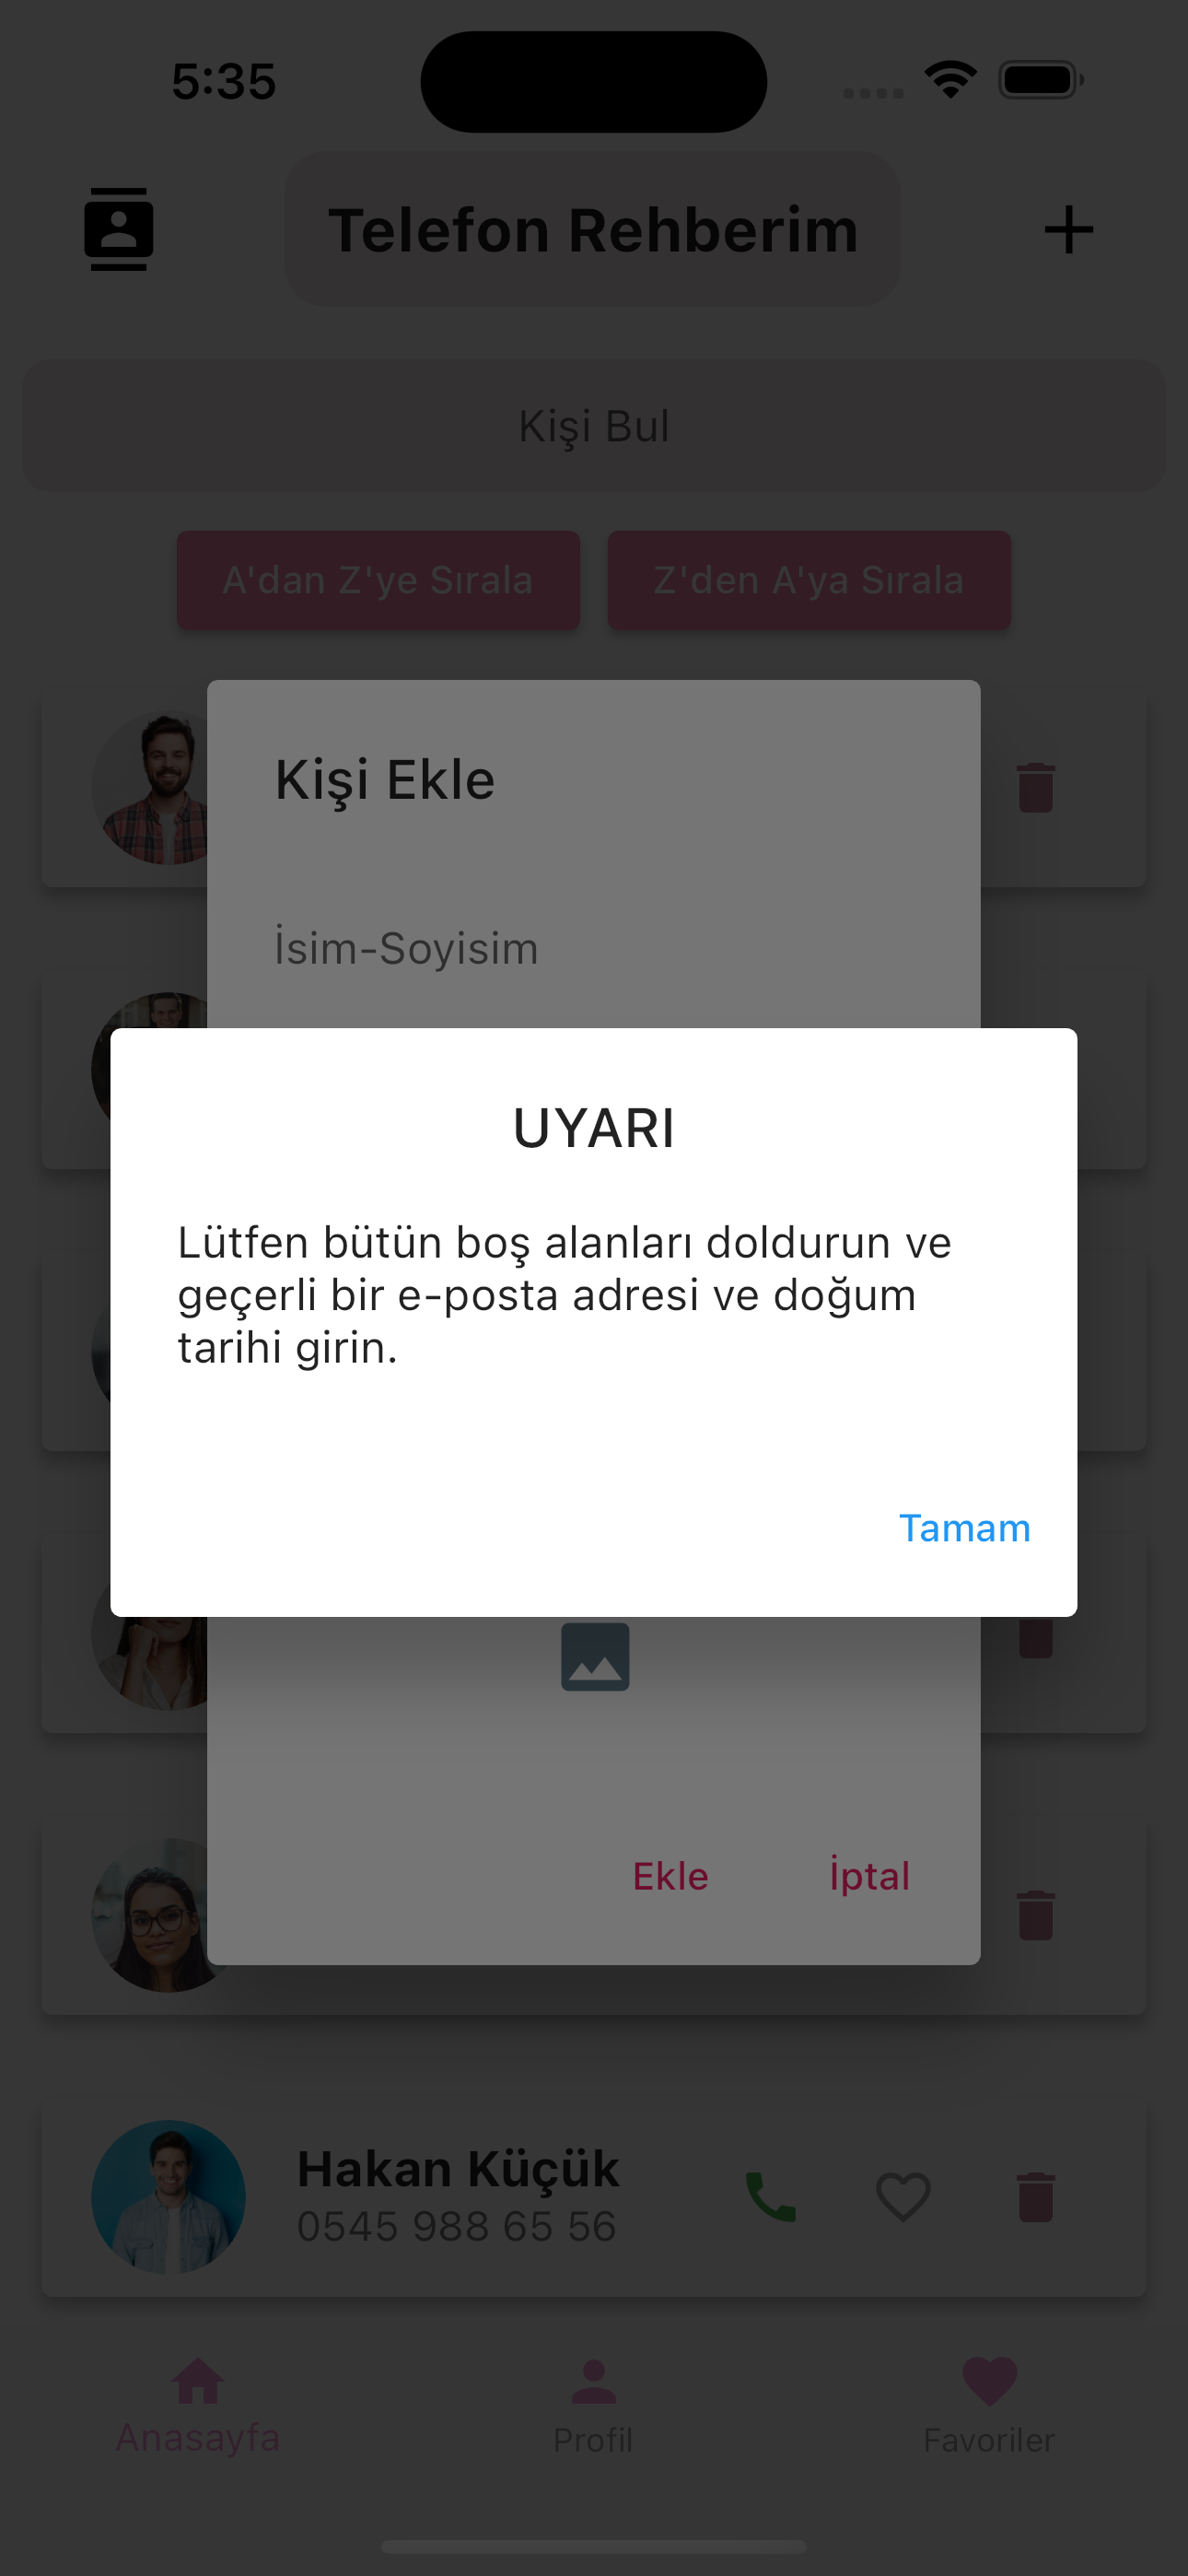 5:35
Telefon Rehberim
Kişi Bul
A'dan Z'ye Sırala
Z'den A'ya Sırala
Kişi Ekle
İsim-Soyisim
UYARI
Lütfen bütün boş alanları doldurun ve
geçerli bir e-posta adresi ve doğum
tarihi girin.
Tamam
Ekle
İptal
Hakan Küçük
0545 988 65 56
Anasayfa
Profil
Favoriler